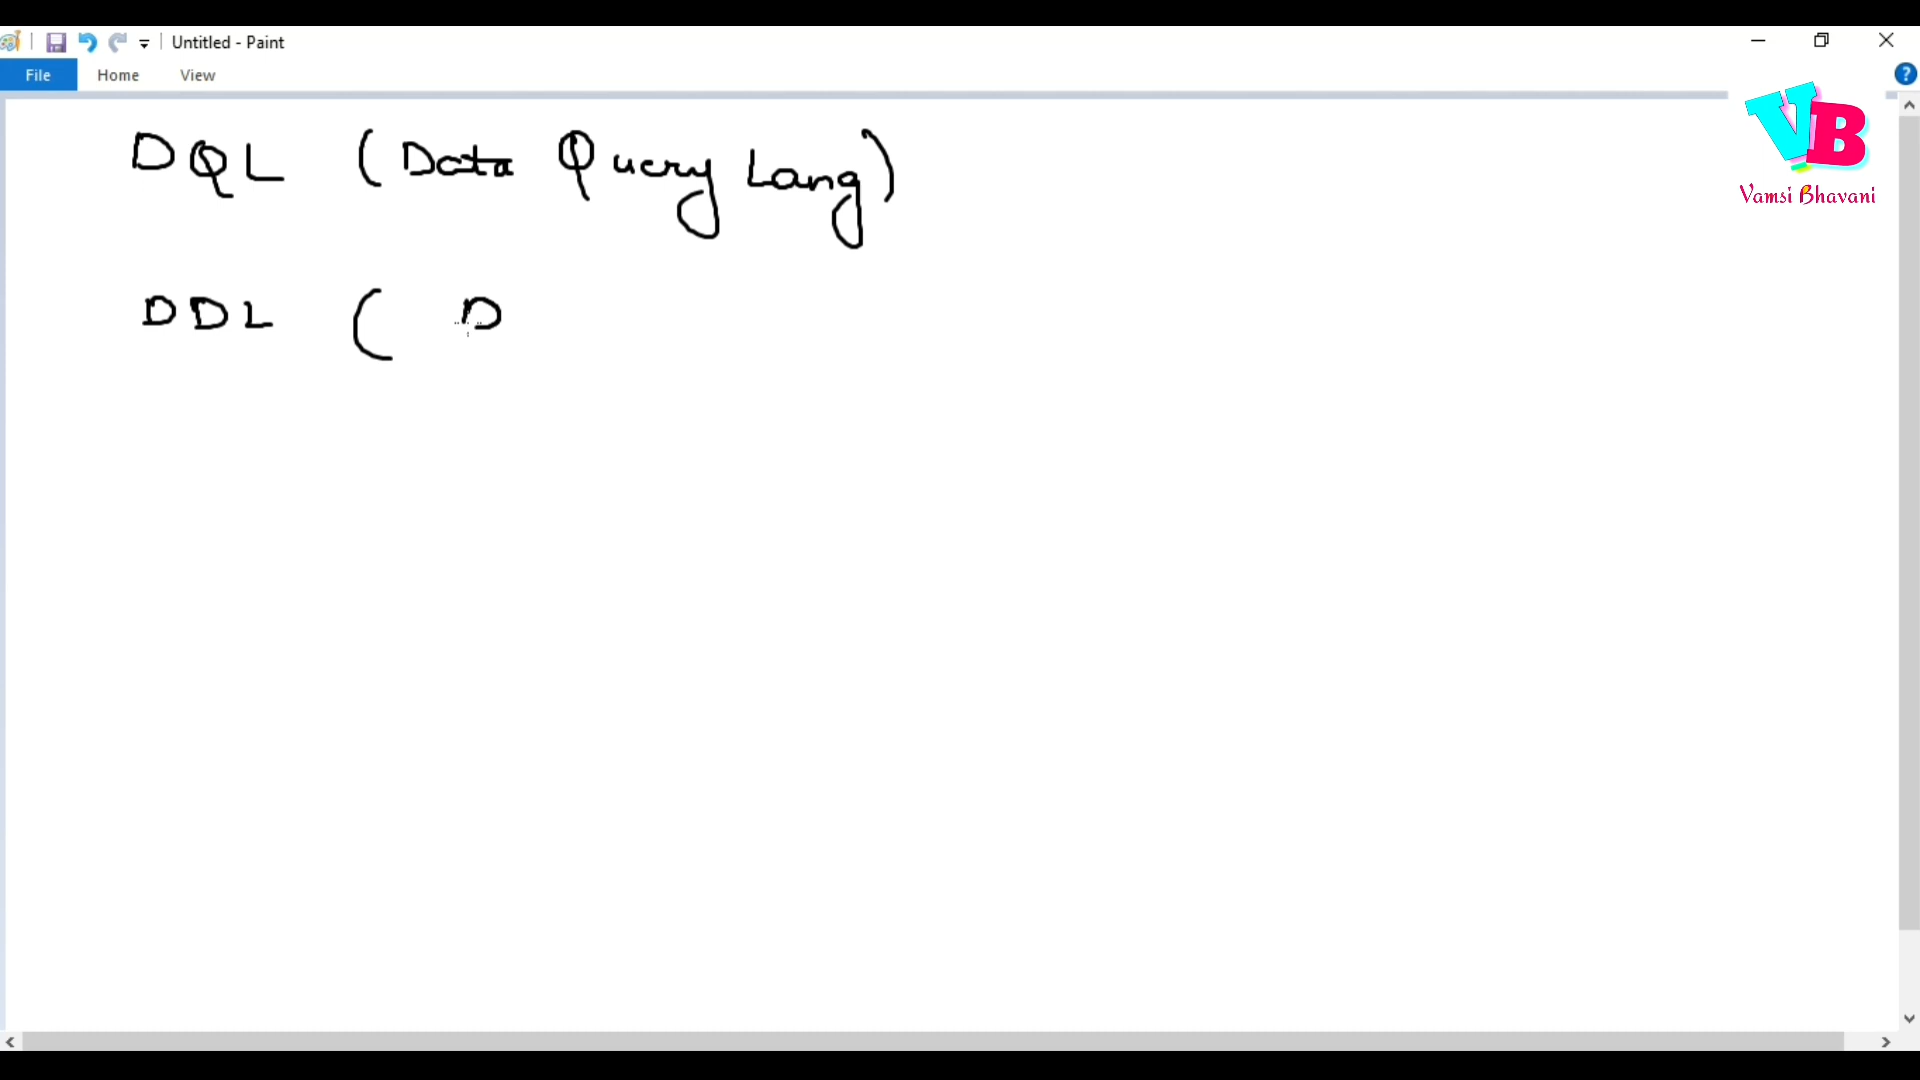 Untitled - Paint
File Home View
VB
Vamsi Bhavani
DQL (Data Query Lang)
DDL ( D